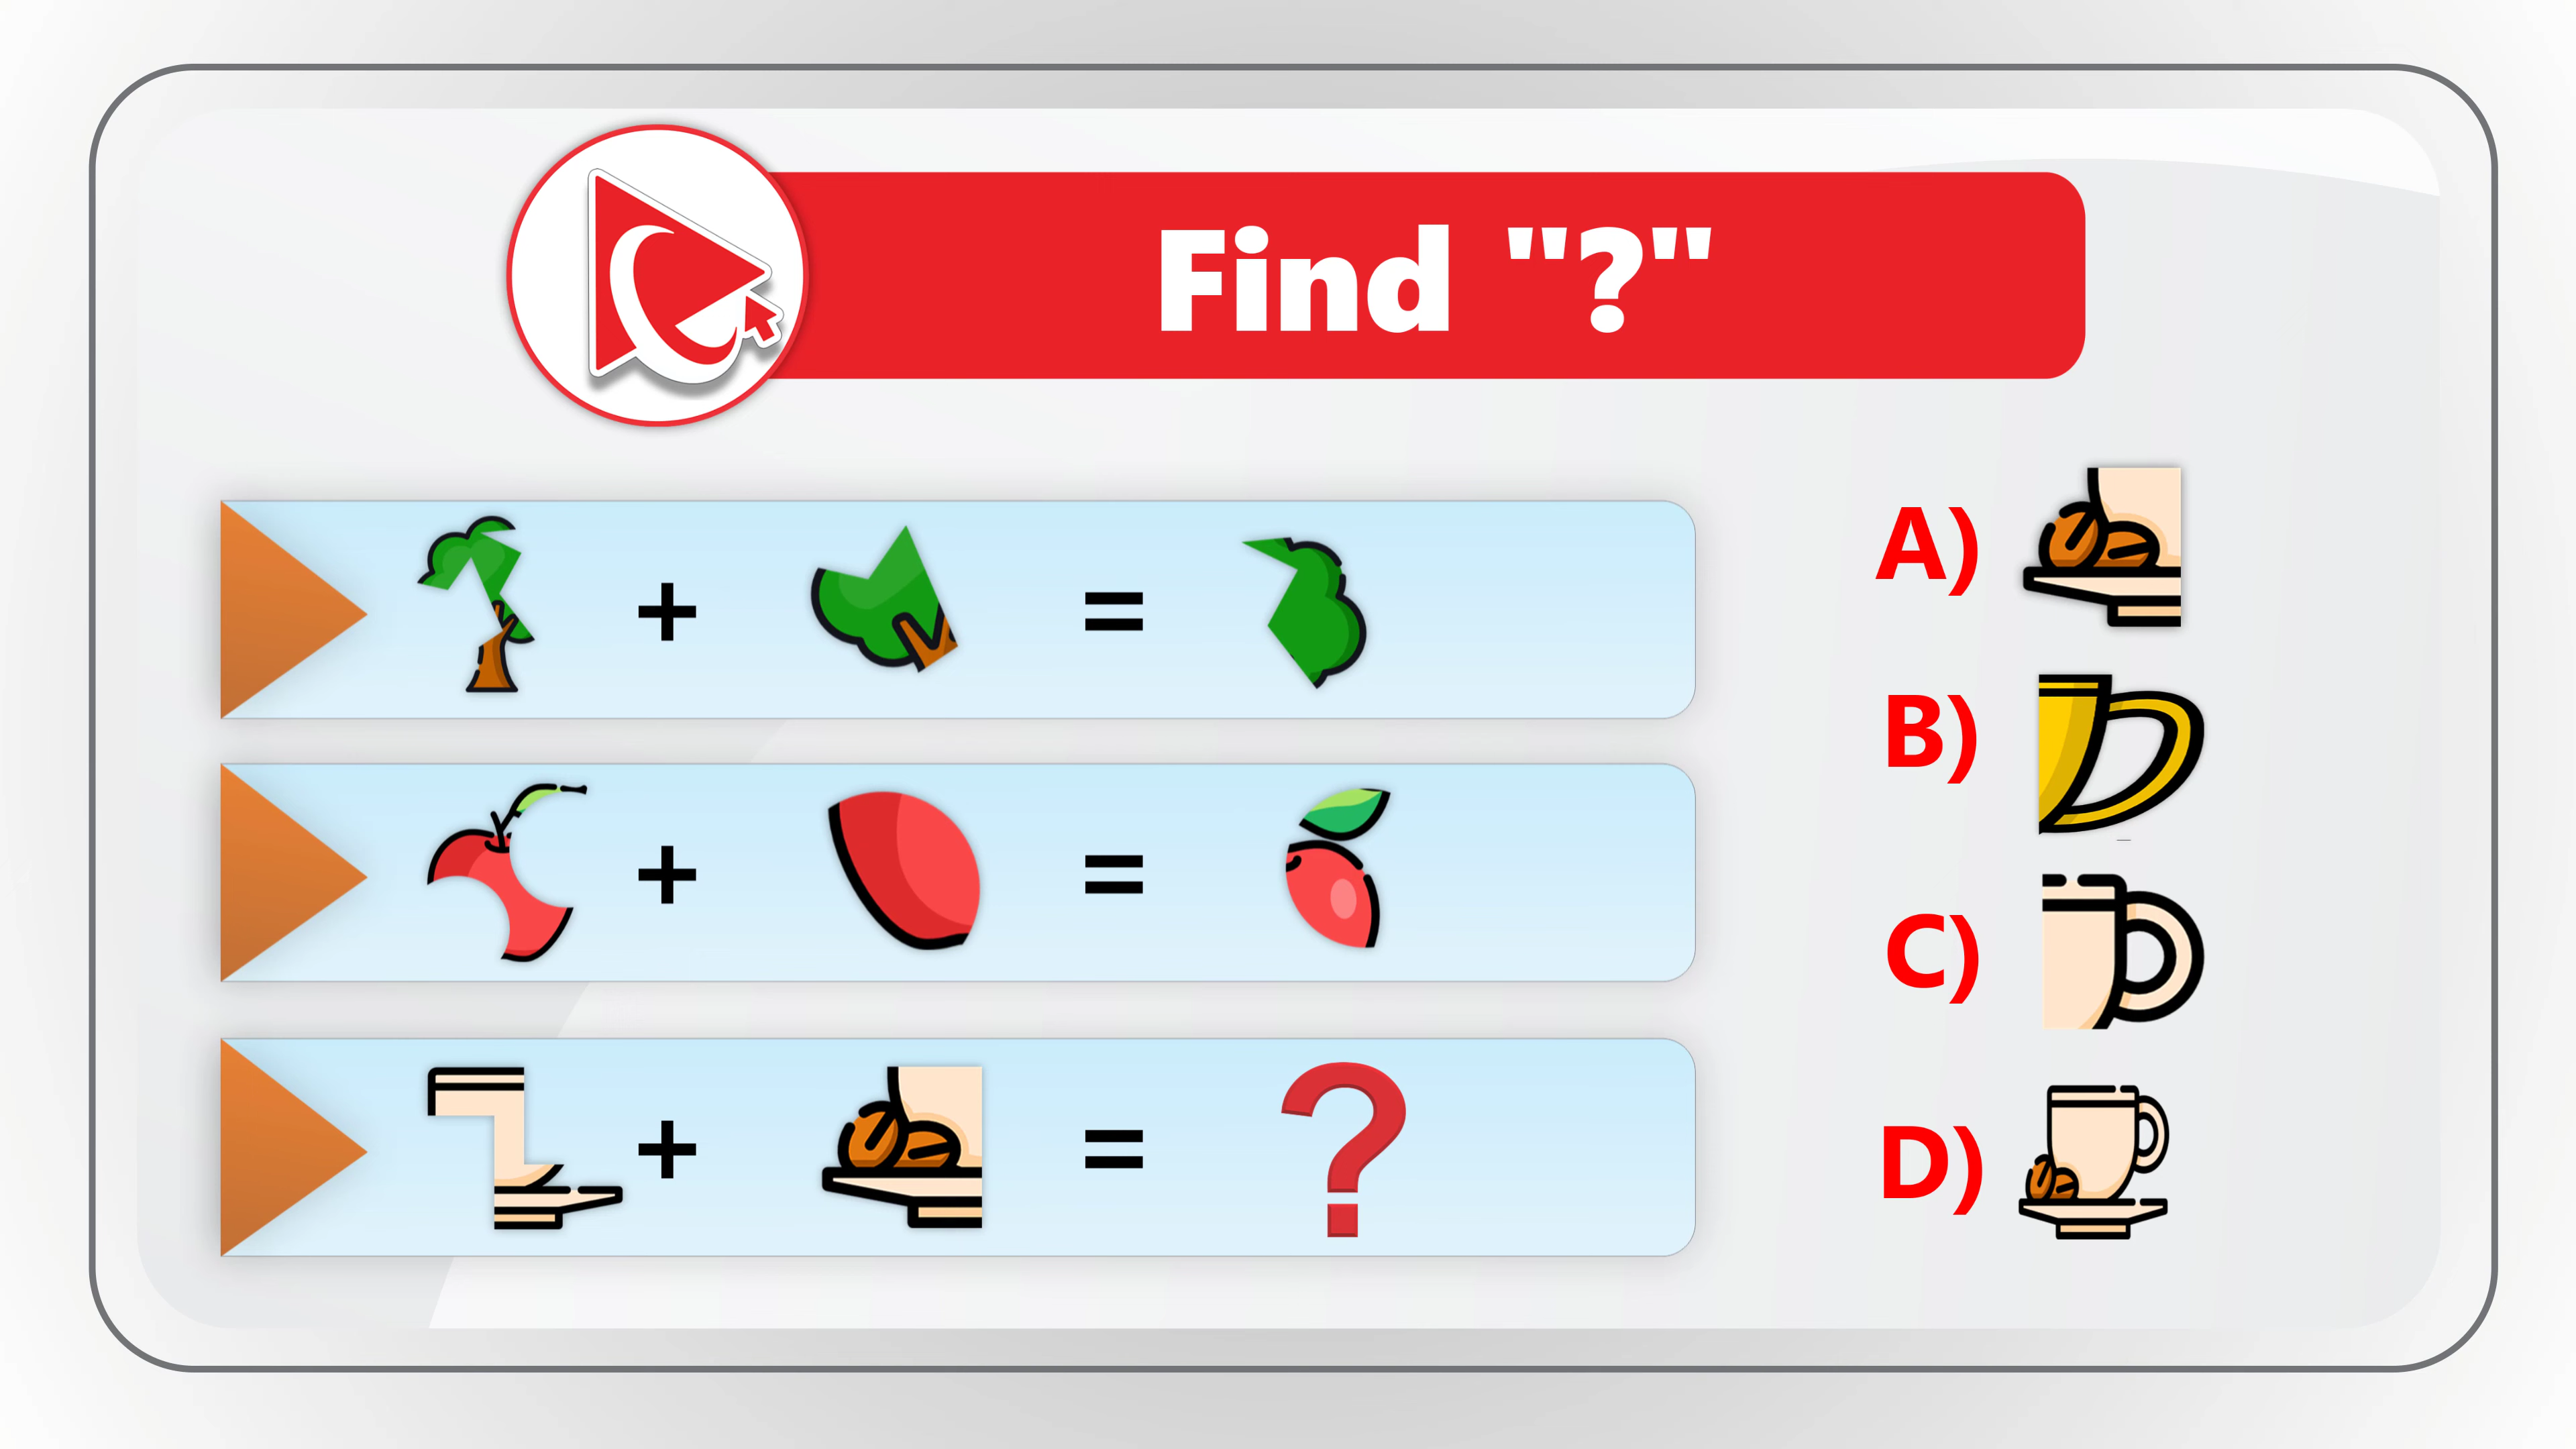 Find "?"
+ =
A)
B)
+ =
C)
+ = ?
D)